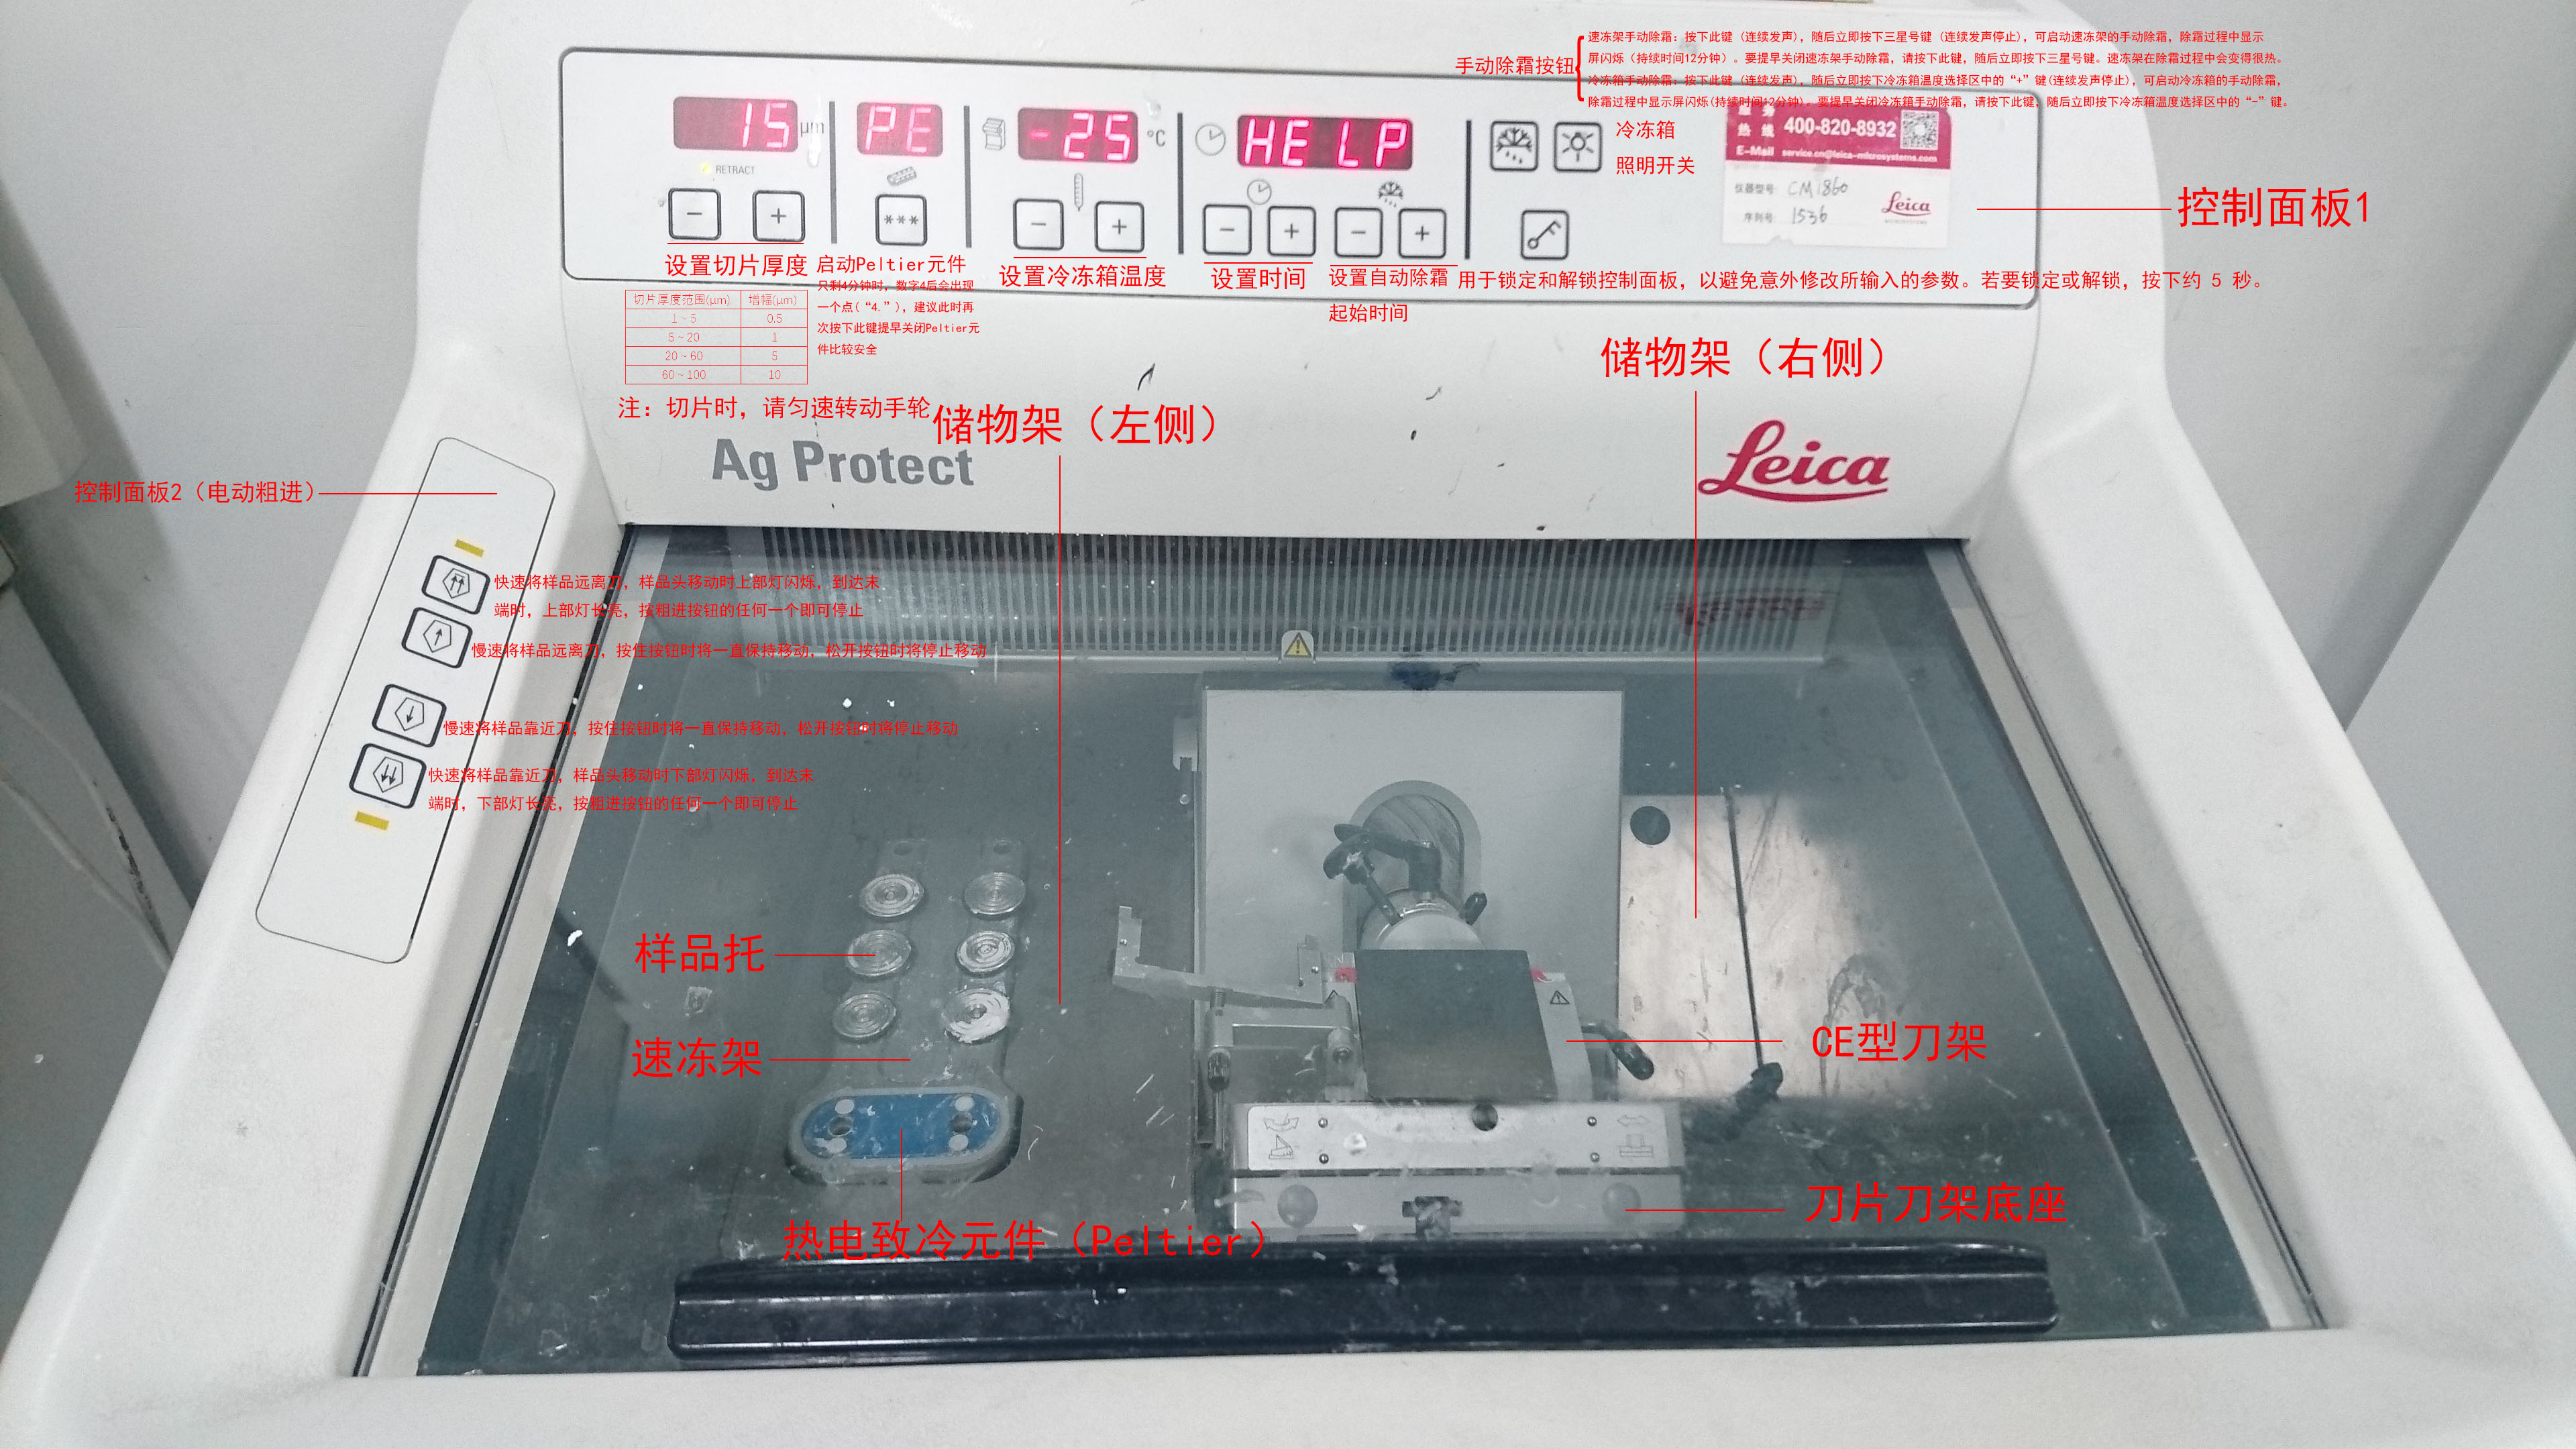 速冻架手动除霜：按下此键（连续发声），随后立即按下三星号键（连续发声停止），可启动速冻架的手动除霜，除霜过程中显示
屏闪烁（持续时间12分钟）。要提早关闭速冻架手动除霜，请按下此键，随后立即按下三星号键。速冻架在除霜过程中会变得很热。
手动除霜按钮
冷冻箱手动除霜：按下此键（连续发声），随后立即按下冷冻箱温度选择区中的“+”键(连续发声停止)，可启动冷冻箱的手动除霜，
除霜过程中显示屏闪烁(持续时间12分钟)。要提早关闭冷冻箱手动除霜，请按下此键，随后立即按下冷冻箱温度选择区中的“-”键。
15 μm
PE
-25 °C
HELP
RETRACT
- +
***
- +
- +
- +
冷冻箱
照明开关
热 线 400-820-8932
E-Mail service.cn@leica-microsystems.com
仪器型号: CM1860
序列号: 1536
Leica
MICROSYSTEMS
控制面板1
设置切片厚度
启动Peltier元件
只剩4分钟时，数字4后会出现
一个点(“4.”)，建议此时再
次按下此键提早关闭Peltier元
件比较安全
设置冷冻箱温度
设置时间
设置自动除霜
起始时间
用于锁定和解锁控制面板，以避免意外修改所输入的参数。若要锁定或解锁，按下约 5 秒。
切片厚度范围(μm) 增幅(μm)
1~5 0.5
5~20 1
20~60 5
60~100 10
注：切片时，请匀速转动手轮
储物架（左侧）
储物架（右侧）
Ag Protect
Leica
控制面板2（电动粗进）
快速将样品远离刀，样品头移动时上部灯闪烁，到达末
端时，上部灯长亮，按粗进按钮的任何一个即可停止
慢速将样品远离刀，按住按钮时将一直保持移动，松开按钮时将停止移动
慢速将样品靠近刀，按住按钮时将一直保持移动，松开按钮时将停止移动
快速将样品靠近刀，样品头移动时下部灯闪烁，到达末
端时，下部灯长亮，按粗进按钮的任何一个即可停止
样品托
速冻架
CE型刀架
刀片刀架底座
热电致冷元件（Peltier）